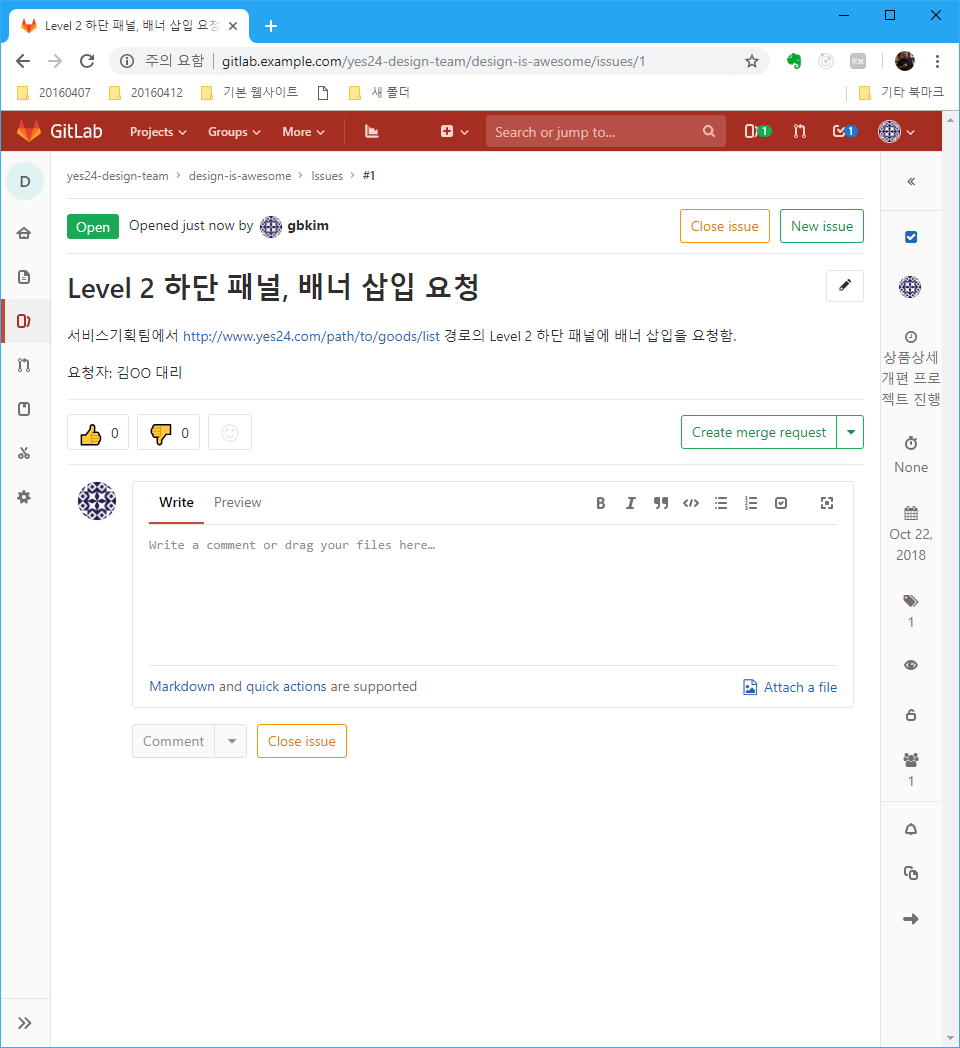 Level 2 하단 패널, 배너 삽입 요청
주의 요함 | gitlab.example.com/yes24-design-team/design-is-awesome/issues/1
20160407 20160412 기본 웹사이트 새 폴더 기타 북마크
GitLab Projects Groups More Search or jump to... 1 1
D yes24-design-team > design-is-awesome > Issues > #1
Open Opened just now by gbkim Close issue New issue
Level 2 하단 패널, 배너 삽입 요청
서비스기획팀에서 http://www.yes24.com/path/to/goods/list 경로의 Level 2 하단 패널에 배너 삽입을 요청함.
요청자: 김OO 대리
0 0 Create merge request
Write Preview
Write a comment or drag your files here…
Markdown and quick actions are supported Attach a file
Comment Close issue
상품상세
개편 프로
젝트 진행
None
Oct 22,
2018
1
1